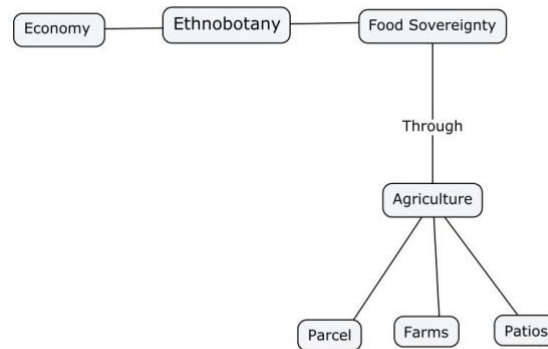 Economy
Ethnobotany
Food Sovereignty
Through
Agriculture
Parcel
Farms
Patios